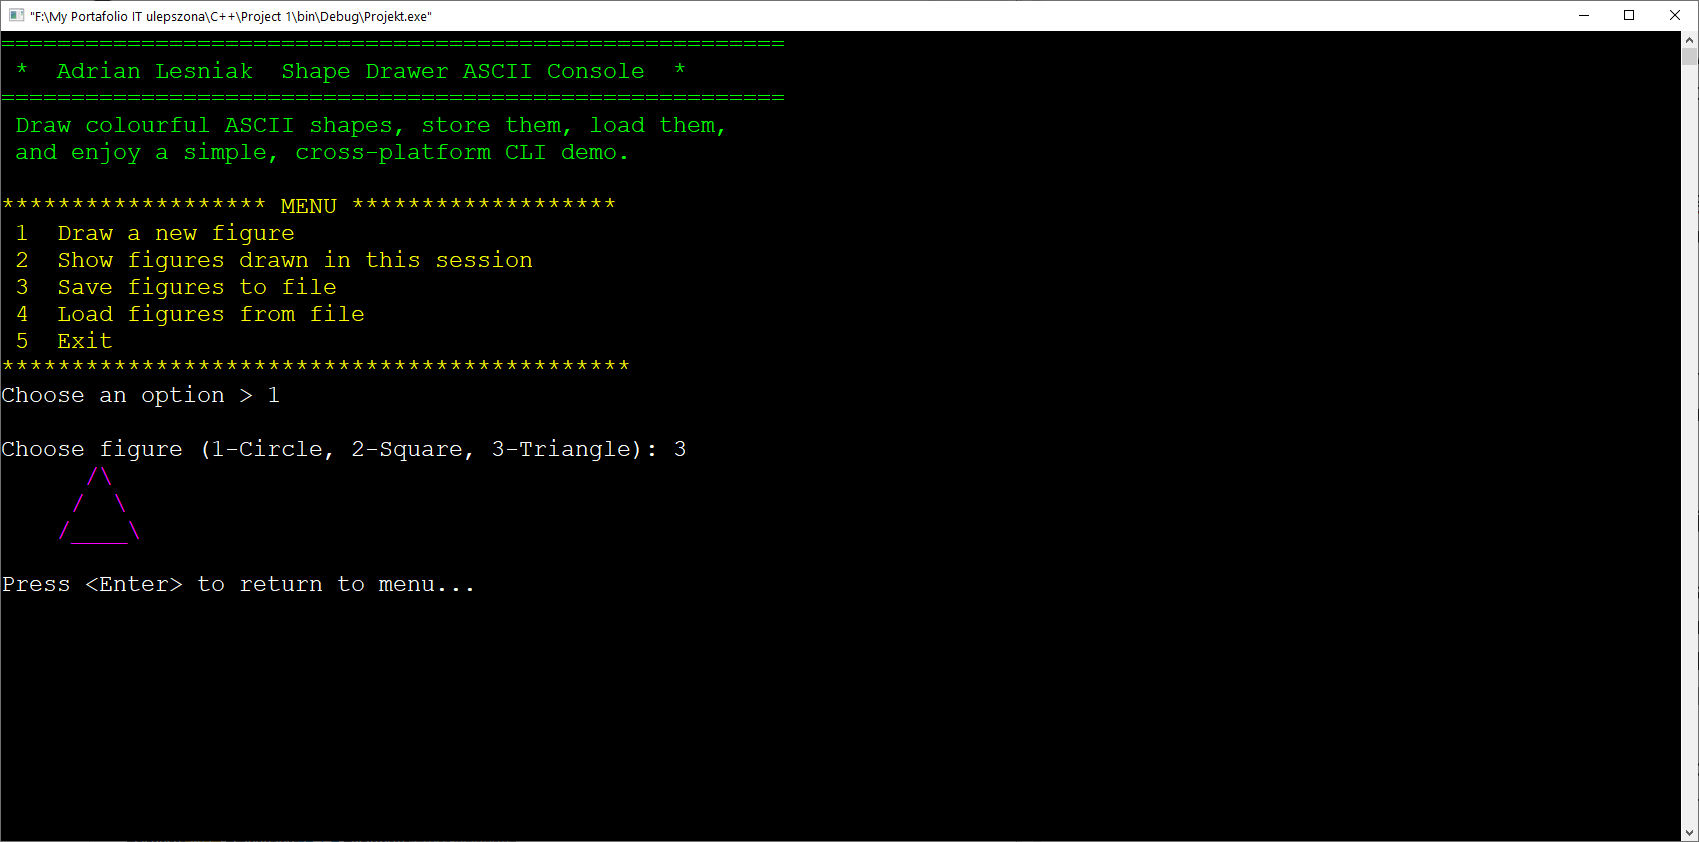 "F:\My Portafolio IT ulepszona\C++\Project 1\bin\Debug\Projekt.exe"
========================================================
 *  Adrian Lesniak  Shape Drawer ASCII Console  *
========================================================
 Draw colourful ASCII shapes, store them, load them,
 and enjoy a simple, cross-platform CLI demo.

******************* MENU *******************
 1  Draw a new figure
 2  Show figures drawn in this session
 3  Save figures to file
 4  Load figures from file
 5  Exit
*********************************************
Choose an option > 1

Choose figure (1-Circle, 2-Square, 3-Triangle): 3
      /\
     /  \
    /____\

Press <Enter> to return to menu...